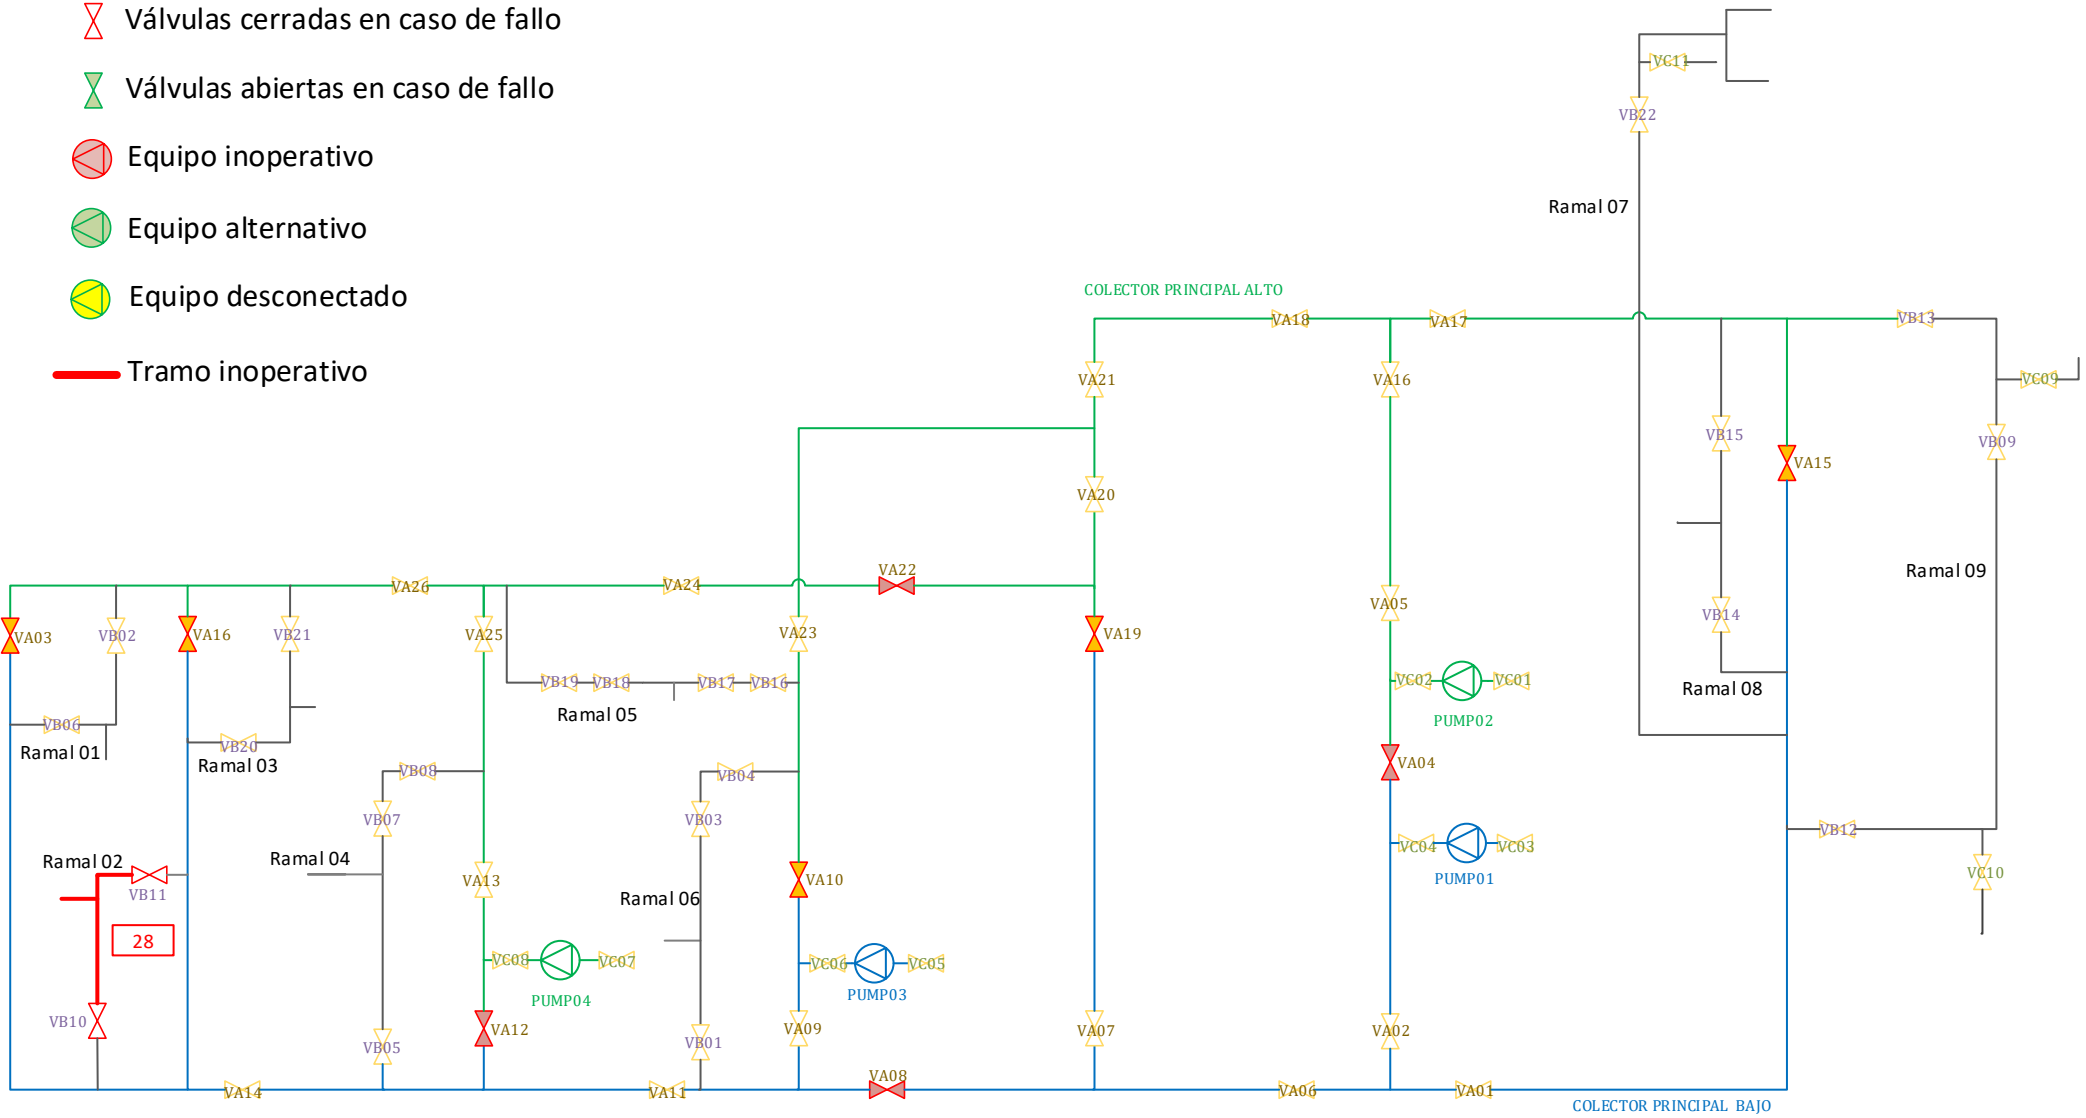 Válvulas cerradas en caso de fallo
Válvulas abiertas en caso de fallo
Equipo inoperativo
Equipo alternativo
Equipo desconectado
Tramo inoperativo
VC11
VB22
Ramal 07
COLECTOR PRINCIPAL ALTO
VA18
VA17
VB13
VA21
VA16
VC09
VB15
VB09
VA15
VA20
VA22
Ramal 09
VA26
VA24
VA05
VB14
VA03
VB02
VA16
VB21
VA25
VA23
VA19
VB19
VB18
VB17
VB16
VC02
VC01
Ramal 08
Ramal 05
PUMP02
VB06
Ramal 01
VB20
Ramal 03
VB08
VB04
VA04
VB07
VB03
VB12
VC04
VC03
Ramal 02
Ramal 04
VA13
VA10
PUMP01
VC10
VB11
Ramal 06
28
VC08
VC07
VC06
VC05
PUMP04
PUMP03
VB10
VA12
VA09
VA07
VA02
VB05
VB01
VA08
VA14
VA11
VA06
VA01
COLECTOR PRINCIPAL BAJO